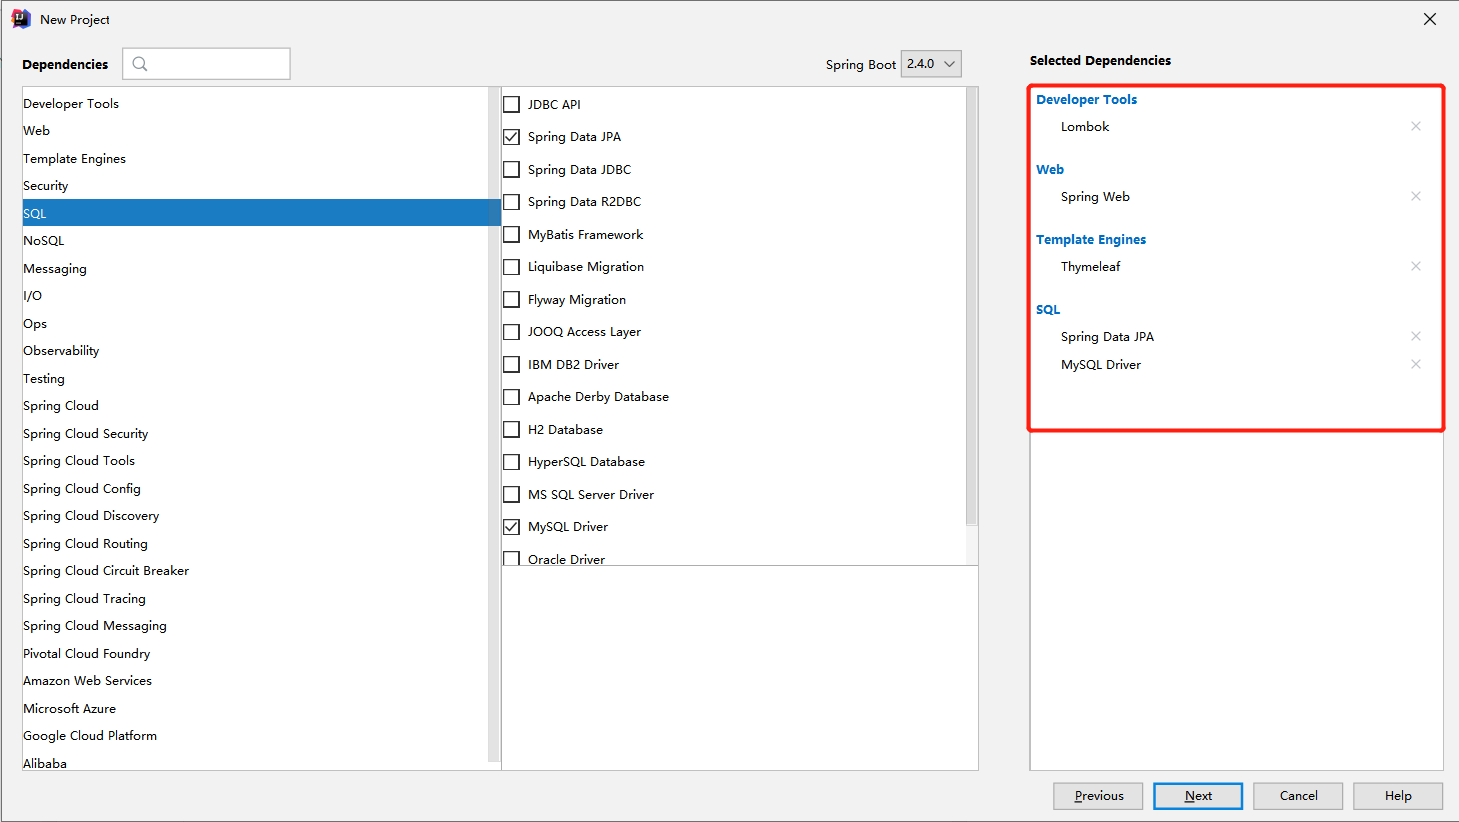 New Project
Dependencies
Spring Boot 2.4.0
Selected Dependencies
Developer Tools
Web
Template Engines
Security
SQL
NoSQL
Messaging
I/O
Ops
Observability
Testing
Spring Cloud
Spring Cloud Security
Spring Cloud Tools
Spring Cloud Config
Spring Cloud Discovery
Spring Cloud Routing
Spring Cloud Circuit Breaker
Spring Cloud Tracing
Spring Cloud Messaging
Pivotal Cloud Foundry
Amazon Web Services
Microsoft Azure
Google Cloud Platform
Alibaba
JDBC API
Spring Data JPA
Spring Data JDBC
Spring Data R2DBC
MyBatis Framework
Liquibase Migration
Flyway Migration
JOOQ Access Layer
IBM DB2 Driver
Apache Derby Database
H2 Database
HyperSQL Database
MS SQL Server Driver
MySQL Driver
Oracle Driver
Developer Tools
Lombok
Web
Spring Web
Template Engines
Thymeleaf
SQL
Spring Data JPA
MySQL Driver
Previous
Next
Cancel
Help